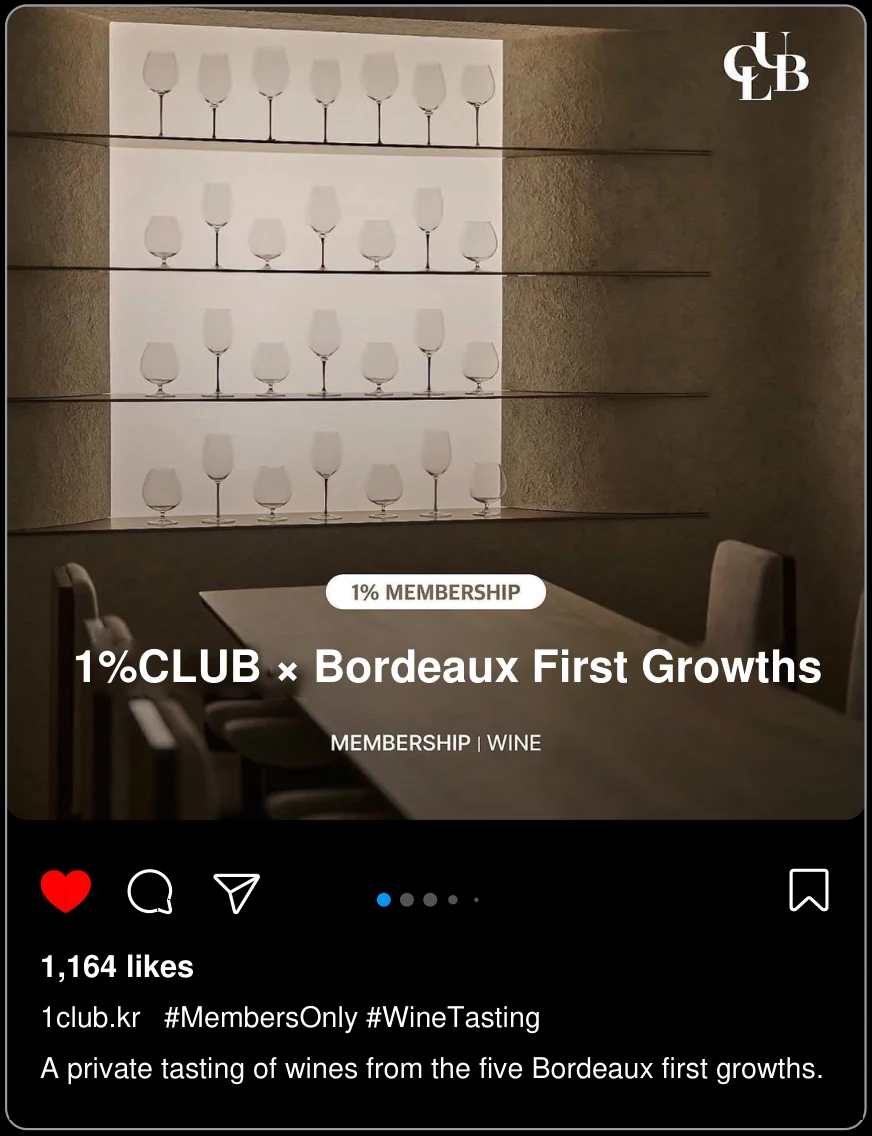 CLUB
1% MEMBERSHIP
1%CLUB × Bordeaux First Growths
MEMBERSHIP | WINE
1,164 likes
1club.kr #MembersOnly #WineTasting
A private tasting of wines from the five Bordeaux first growths.